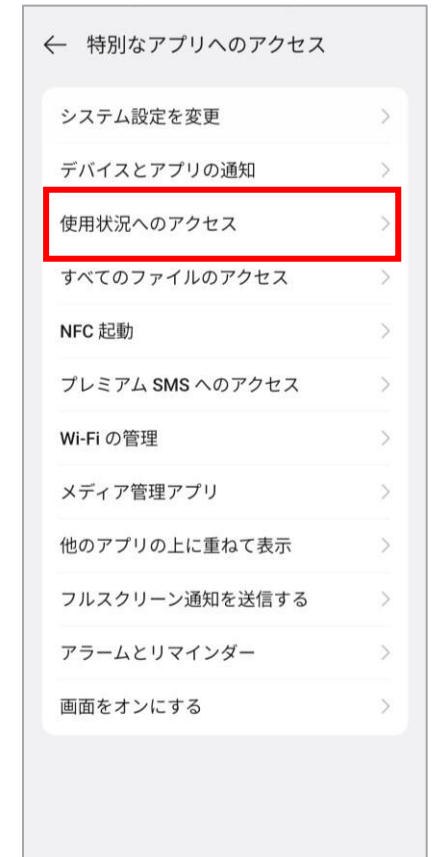 特別なアプリへのアクセス
システム設定を変更
デバイスとアプリの通知
使用状況へのアクセス
すべてのファイルのアクセス
NFC 起動
プレミアム SMS へのアクセス
Wi-Fi の管理
メディア管理アプリ
他のアプリの上に重ねて表示
フルスクリーン通知を送信する
アラームとリマインダー
画面をオンにする